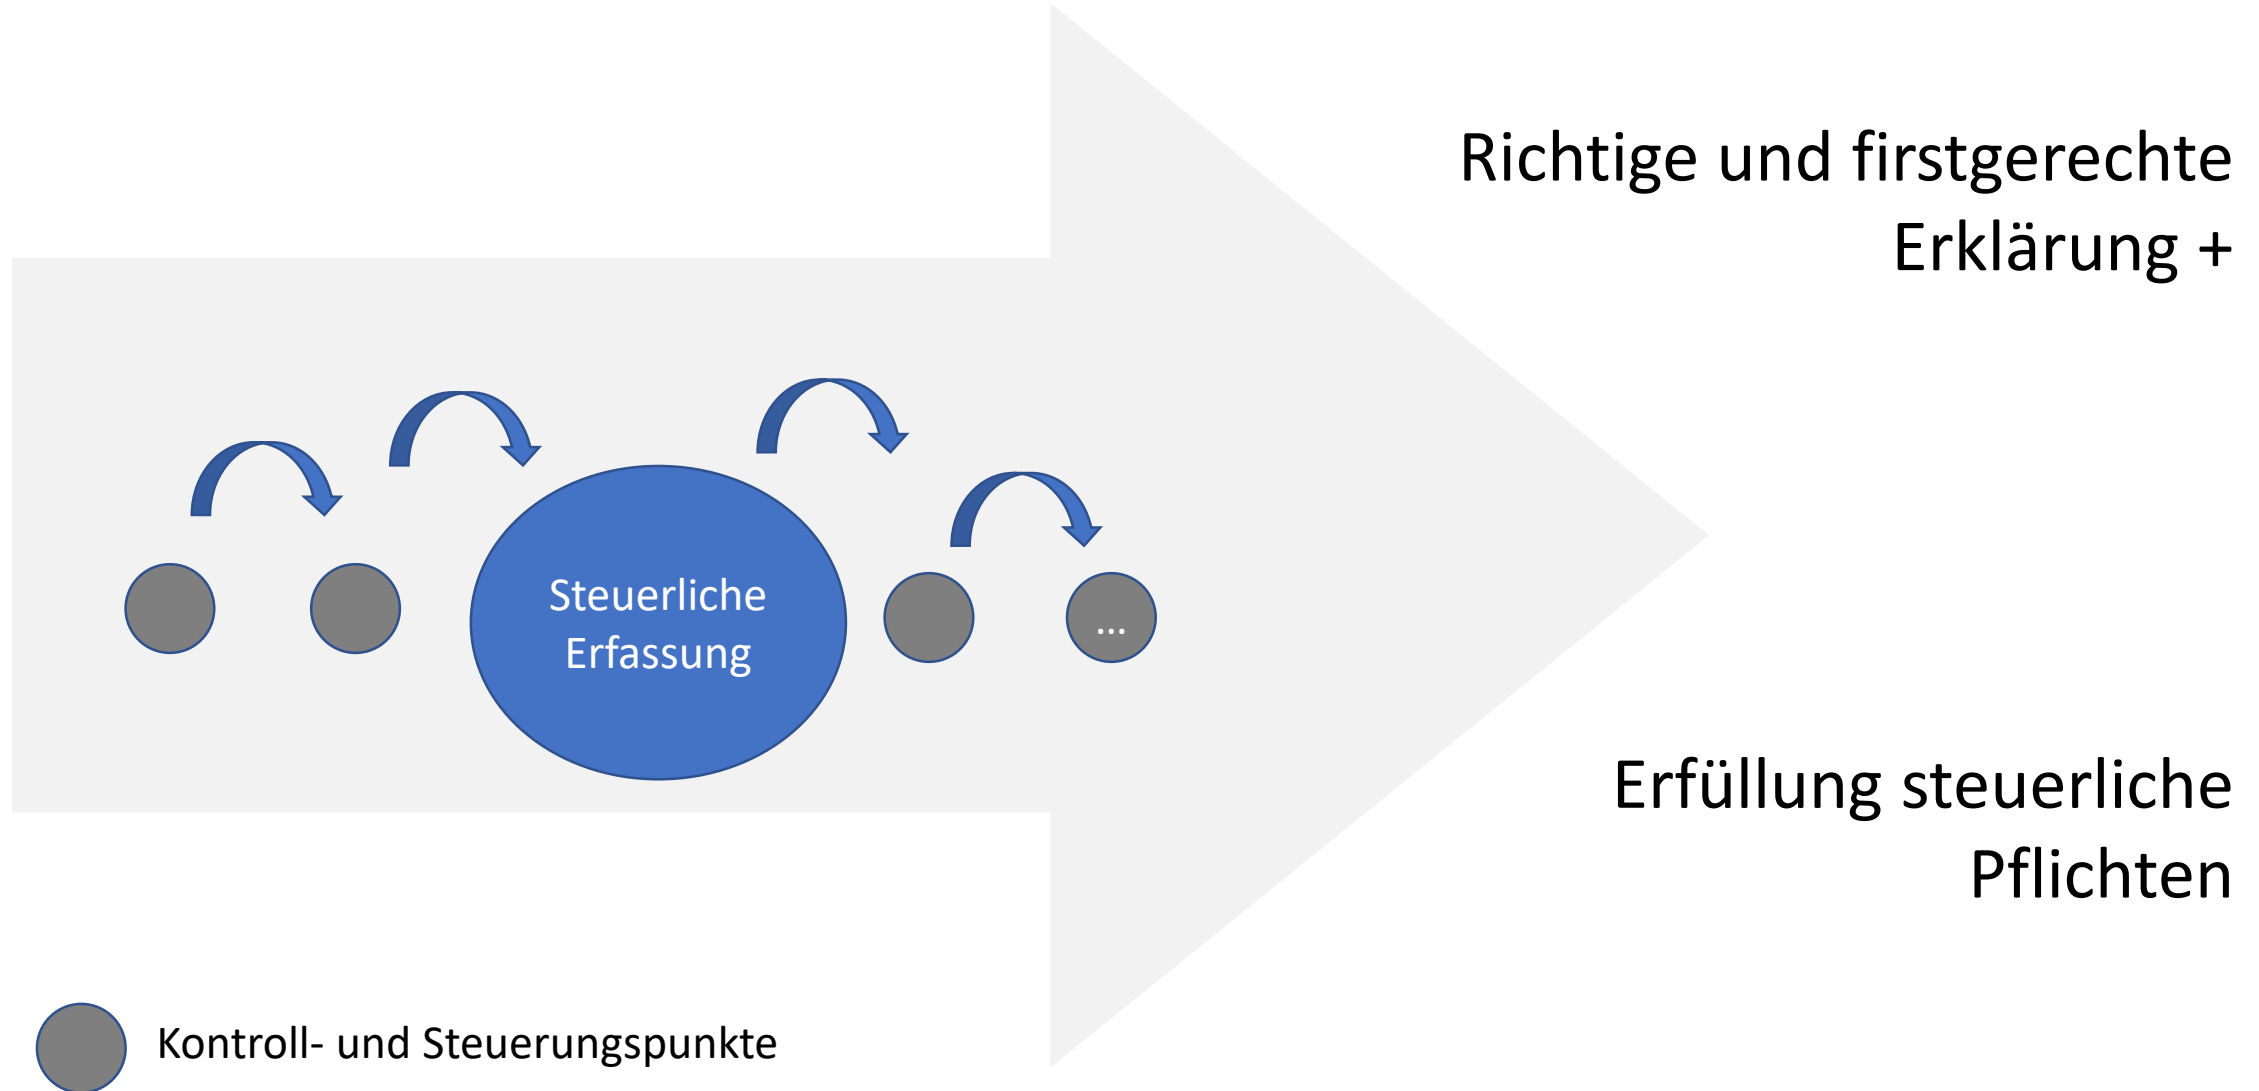 Richtige und firstgerechte
Erklärung +
Steuerliche
Erfassung
...
Erfüllung steuerliche
Pflichten
Kontroll- und Steuerungspunkte